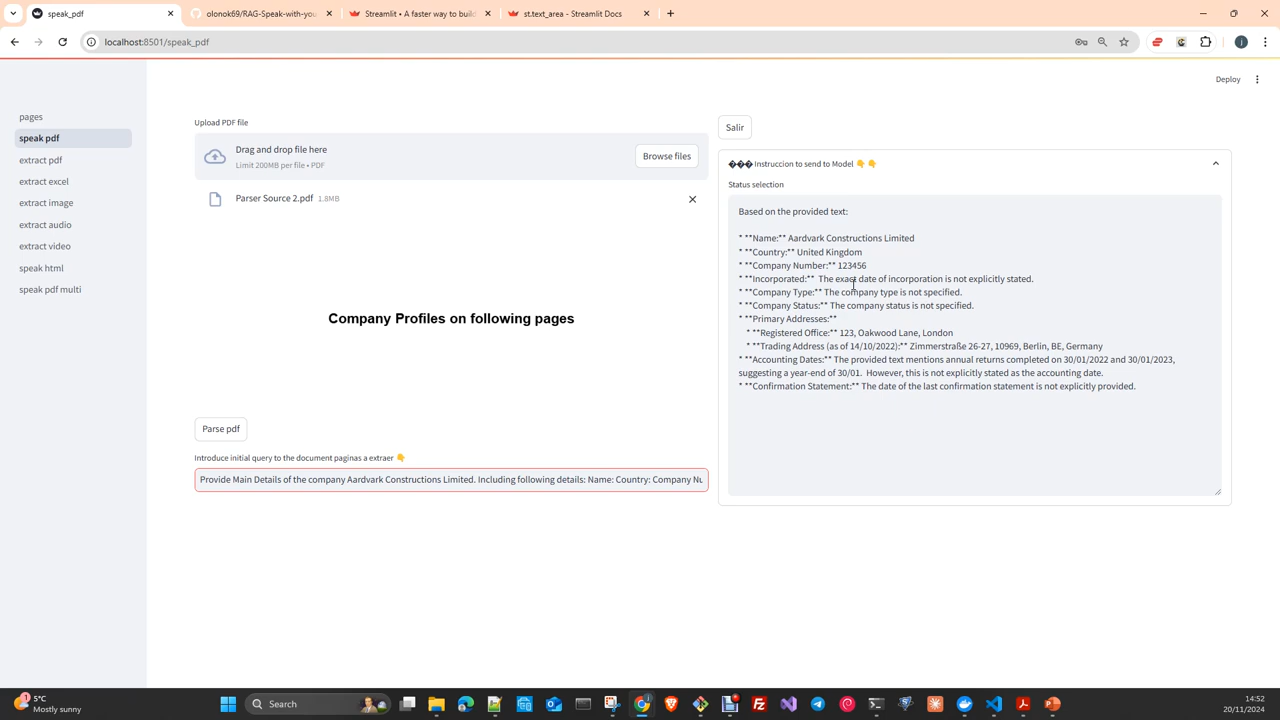 speak_pdf
olonok69/RAG-Speak-with-you
Streamlit • A faster way to build
st.text_area - Streamlit Docs
localhost:8501/speak_pdf
Deploy
pages
speak pdf
extract pdf
extract excel
extract image
extract audio
extract video
speak html
speak pdf multi
Upload PDF file
Drag and drop file here
Limit 200MB per file • PDF
Browse files
Parser Source 2.pdf 1.8MB
Company Profiles on following pages
Parse pdf
Introduce initial query to the document paginas a extraer 👇
Provide Main Details of the company Aardvark Constructions Limited. Including following details: Name: Country: Company Nu
Salir
��� Instruccion to send to Model 👇 👇
Status selection
Based on the provided text:
* **Name:** Aardvark Constructions Limited
* **Country:** United Kingdom
* **Company Number:** 123456
* **Incorporated:** The exact date of incorporation is not explicitly stated.
* **Company Type:** The company type is not specified.
* **Company Status:** The company status is not specified.
* **Primary Addresses:**
* **Registered Office:** 123, Oakwood Lane, London
* **Trading Address (as of 14/10/2022):** Zimmerstraße 26-27, 10969, Berlin, BE, Germany
* **Accounting Dates:** The provided text mentions annual returns completed on 30/01/2022 and 30/01/2023,
suggesting a year-end of 30/01. However, this is not explicitly stated as the accounting date.
* **Confirmation Statement:** The date of the last confirmation statement is not explicitly provided.
1
5°C
Mostly sunny
Search
14:52
20/11/2024